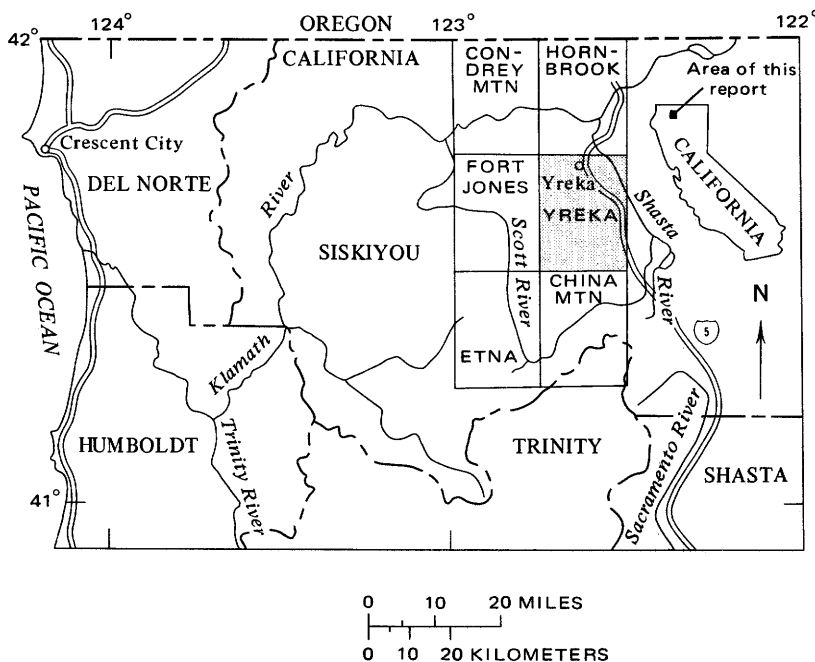 124°
123°
122°
42°
OREGON
CALIFORNIA
CON-
DREY
MTN
HORN-
BROOK
Area of this
report
CALIFORNIA
Crescent City
DEL NORTE
PACIFIC OCEAN
River
SISKIYOU
FORT
JONES
Yreka
YREKA
Shasta
River
Scott River
CHINA
MTN
ETNA
N
5
Klamath
HUMBOLDT
Trinity River
TRINITY
Sacramento River
SHASTA
41°
0 10 20 MILES
0 10 20 KILOMETERS